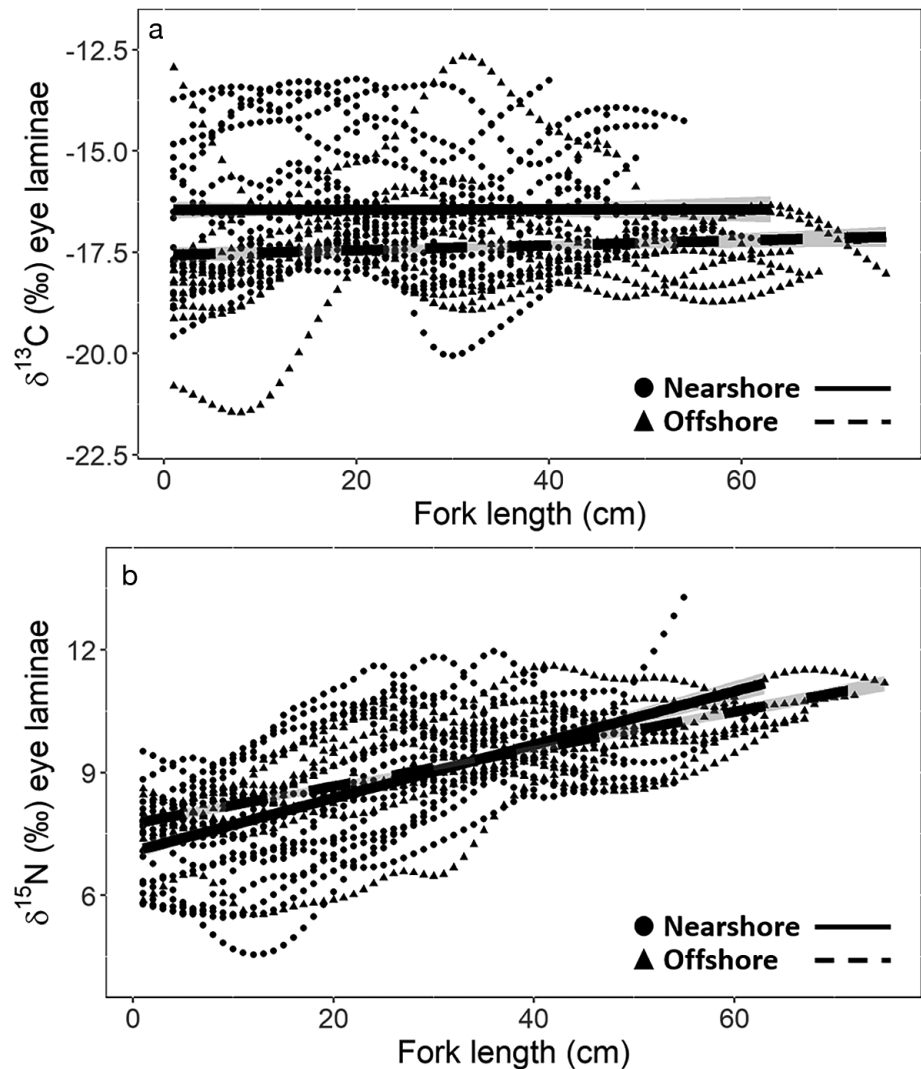 a
δ13C (‰) eye laminae
-12.5
-15.0
-17.5
-20.0
-22.5
Nearshore
Offshore
0 20 40 60
Fork length (cm)
b
δ15N (‰) eye laminae
12
9
6
Nearshore
Offshore
0 20 40 60
Fork length (cm)